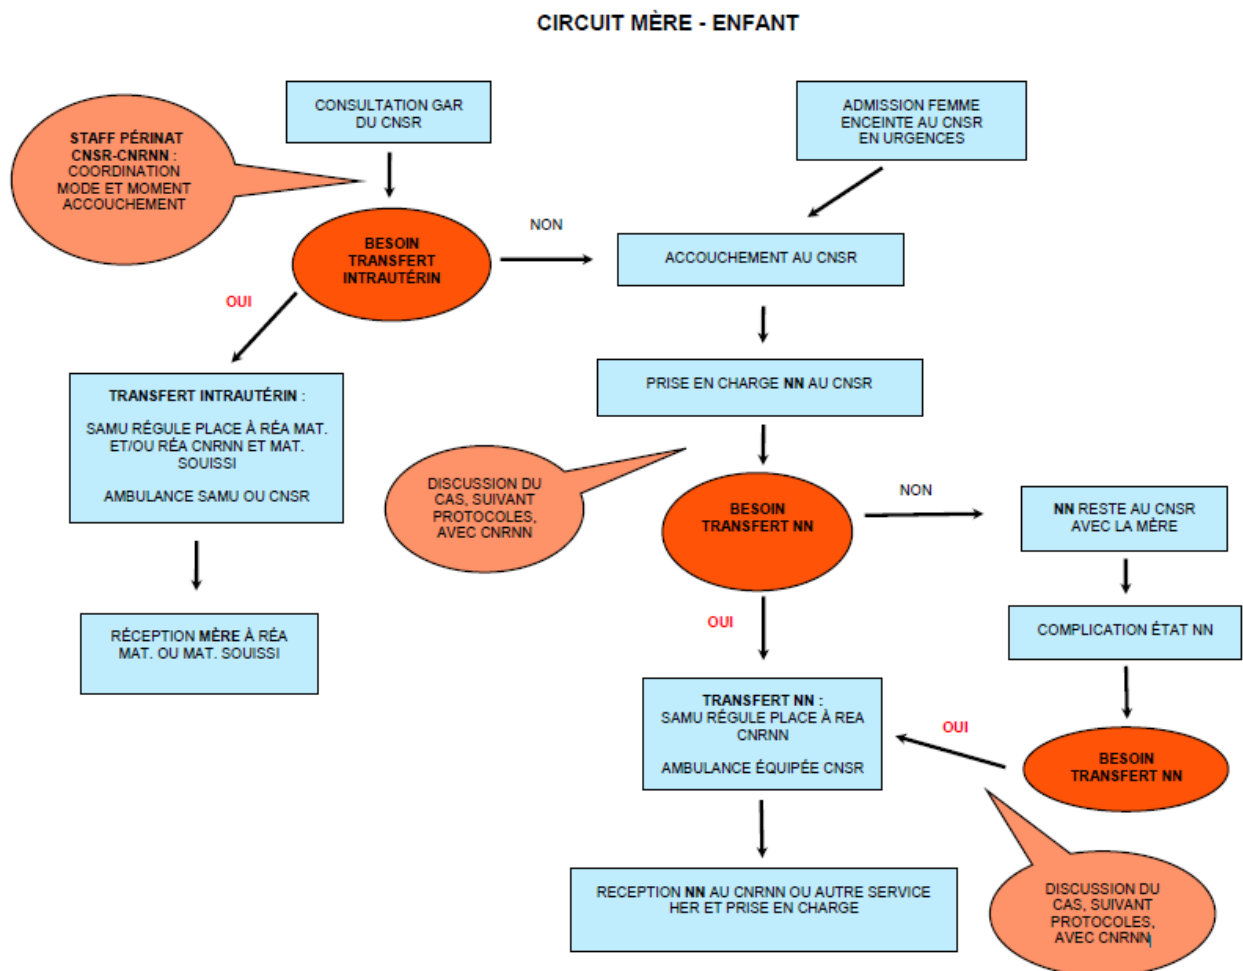 CIRCUIT MÈRE - ENFANT
CONSULTATION GAR
DU CNSR
ADMISSION FEMME
ENCEINTE AU CNSR
EN URGENCES
STAFF PÉRINAT
CNSR-CNRNN :
COORDINATION
MODE ET MOMENT
ACCOUCHEMENT
BESOIN
TRANSFERT
INTRAUTÉRIN
NON
ACCOUCHEMENT AU CNSR
OUI
TRANSFERT INTRAUTÉRIN :
SAMU RÉGULE PLACE À RÉA MAT.
ET/OU RÉA CNRNN ET MAT.
SOUISSI
AMBULANCE SAMU OU CNSR
PRISE EN CHARGE NN AU CNSR
DISCUSSION DU
CAS, SUIVANT
PROTOCOLES,
AVEC CNRNN
BESOIN
TRANSFERT NN
NON
NN RESTE AU CNSR
AVEC LA MÈRE
RÉCEPTION MÈRE À RÉA
MAT. OU MAT. SOUISSI
OUI
COMPLICATION ÉTAT NN
TRANSFERT NN :
SAMU RÉGULE PLACE À REA
CNRNN
AMBULANCE ÉQUIPÉE CNSR
OUI
BESOIN
TRANSFERT NN
RECEPTION NN AU CNRNN OU AUTRE SERVICE
HER ET PRISE EN CHARGE
DISCUSSION DU
CAS, SUIVANT
PROTOCOLES,
AVEC CNRNN